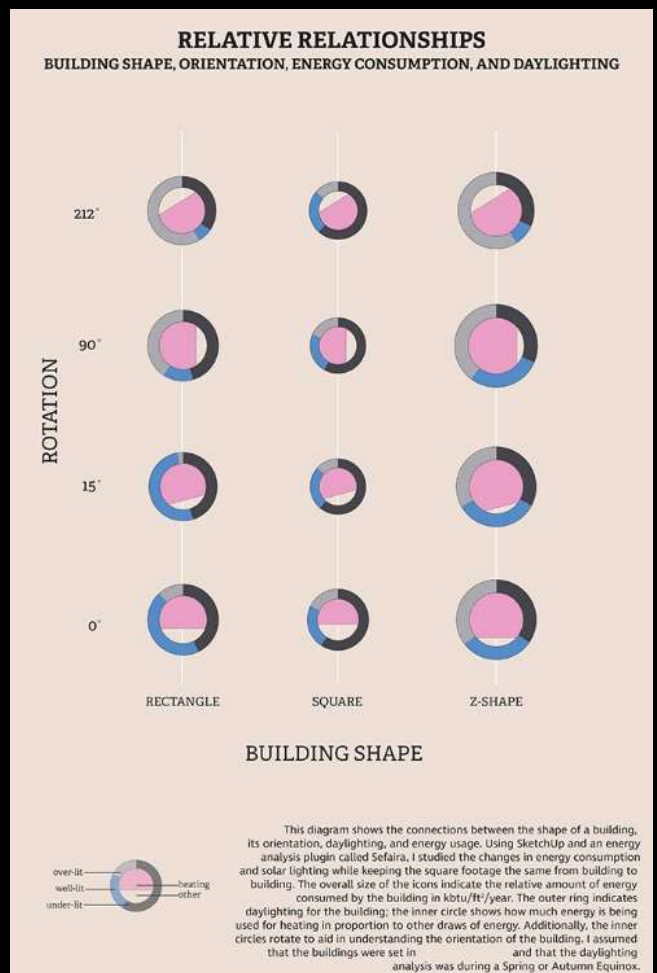 RELATIVE RELATIONSHIPS
BUILDING SHAPE, ORIENTATION, ENERGY CONSUMPTION, AND DAYLIGHTING
212°
90°
15°
0°
ROTATION
RECTANGLE
SQUARE
Z-SHAPE
BUILDING SHAPE
over-lit
well-lit
under-lit
heating
other
This diagram shows the connections between the shape of a building,
its orientation, daylighting, and energy usage. Using SketchUp and an energy
analysis plugin called Sefaira, I studied the changes in energy consumption
and solar lighting while keeping the square footage the same from building to
building. The overall size of the icons indicate the relative amount of energy
consumed by the building in kbtu/ft²/year. The outer ring indicates
daylighting for the building; the inner circle shows how much energy is being
used for heating in proportion to other draws of energy. Additionally, the inner
circles rotate to aid in understanding the orientation of the building. I assumed
that the buildings were set in and that the daylighting
analysis was during a Spring or Autumn Equinox.